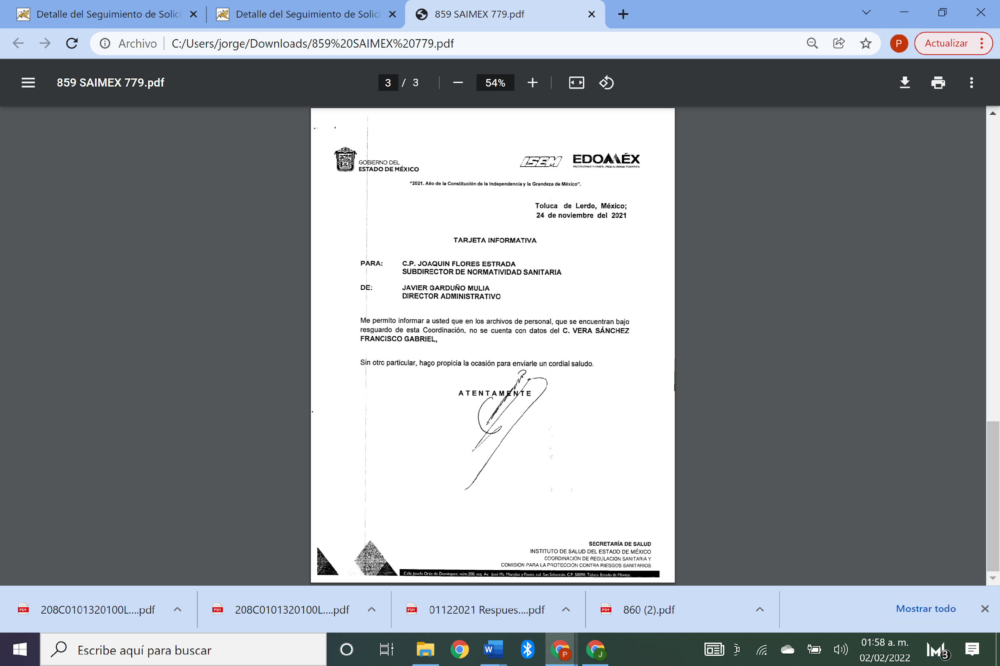 Detalle del Seguimiento de Solici
Detalle del Seguimiento de Solici
859 SAIMEX 779.pdf
Archivo
C:/Users/jorge/Downloads/859%20SAIMEX%20779.pdf
P
Actualizar
859 SAIMEX 779.pdf
3 / 3
54%
GOBIERNO DEL
ESTADO DE MÉXICO
ISEM
EDOMÉX
DECISIONES FIRMES, RESULTADOS FUERTES.
"2021. Año de la Constitución de la Independencia y la Grandeza de México".
Toluca de Lerdo, México;
24 de noviembre del 2021
TARJETA INFORMATIVA
PARA: C.P. JOAQUIN FLORES ESTRADA
SUBDIRECTOR DE NORMATIVIDAD SANITARIA
DE: JAVIER GARDUÑO MULIA
DIRECTOR ADMINISTRATIVO
Me permito informar a usted que en los archivos de personal, que se encuentran bajo
resguardo de esta Coordinación, no se cuenta con datos del C. VERA SÁNCHEZ
FRANCISCO GABRIEL,
Sin otro particular, hago propicia la ocasión para enviarle un cordial saludo.
A T E N T A M E N T E
SECRETARÍA DE SALUD
INSTITUTO DE SALUD DEL ESTADO DE MÉXICO
COORDINACIÓN DE REGULACIÓN SANITARIA Y
COMISIÓN PARA LA PROTECCIÓN CONTRA RIESGOS SANITARIOS
Calle Josefa Ortiz de Domínguez, núm.200, esq. Av. José Ma. Morelos y Pavón, col. San Sebastián, C.P. 50090, Toluca, Estado de México.
208C0101320100L....pdf
208C0101320100L....pdf
01122021 Respues....pdf
860 (2).pdf
Mostrar todo
Escribe aquí para buscar
01:58 a. m.
02/02/2022
3